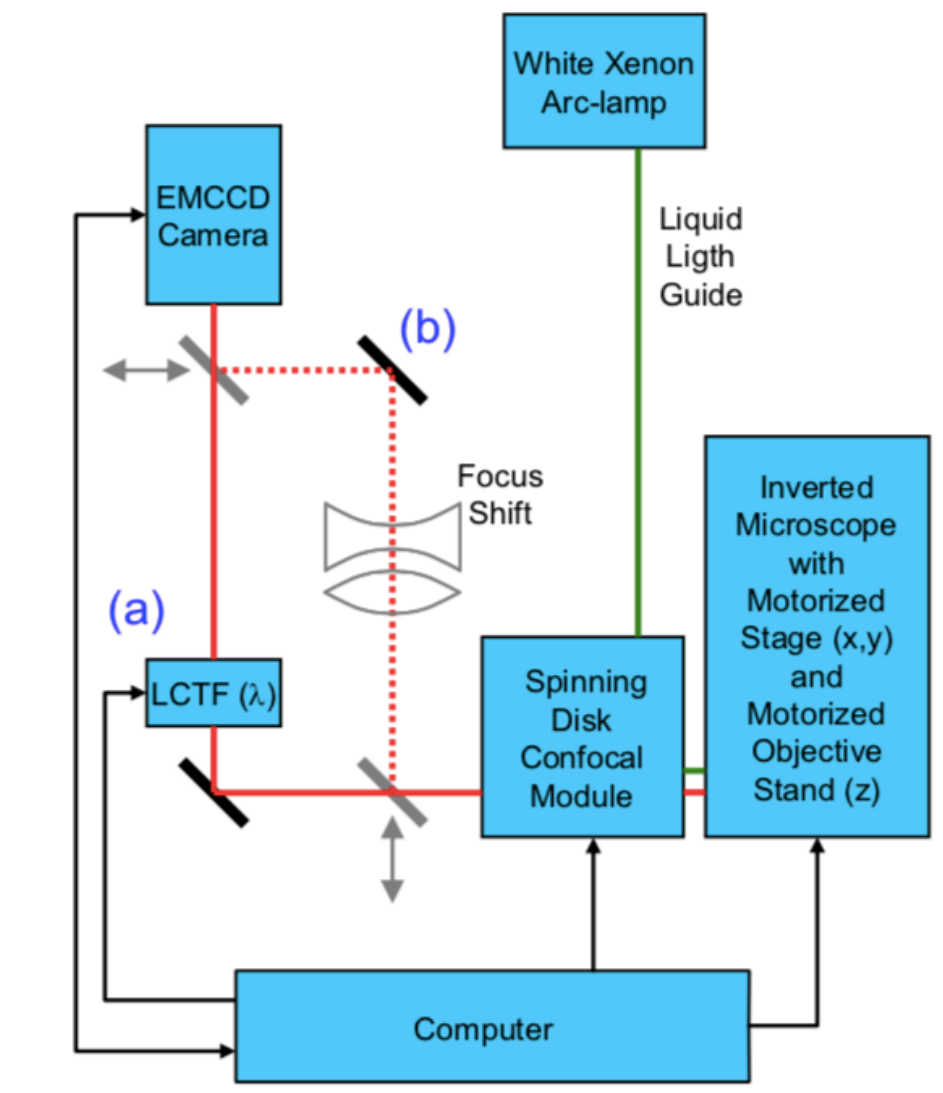 White Xenon
Arc-lamp
EMCCD
Camera
Liquid
Ligth
Guide
(b)
Focus
Shift
Inverted
Microscope
with
Motorized
Stage (x,y)
and
Motorized
Objective
Stand (z)
(a)
LCTF (λ)
Spinning
Disk
Confocal
Module
Computer